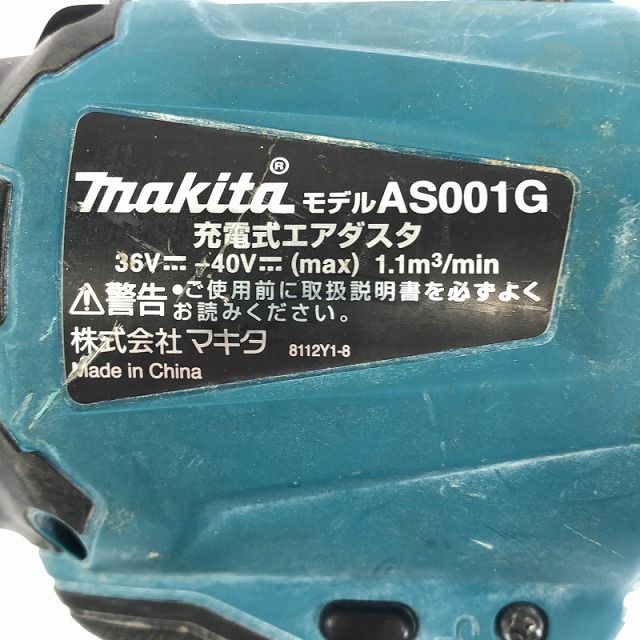 makita® モデルAS001G
充電式エアダスタ
36V⎓ -40V⎓ (max) 1.1m³/min
⚠警告 •ご使用前に取扱説明書を必ずよく
お読みください。
株式会社 マキタ 8112Y1-8
Made in China